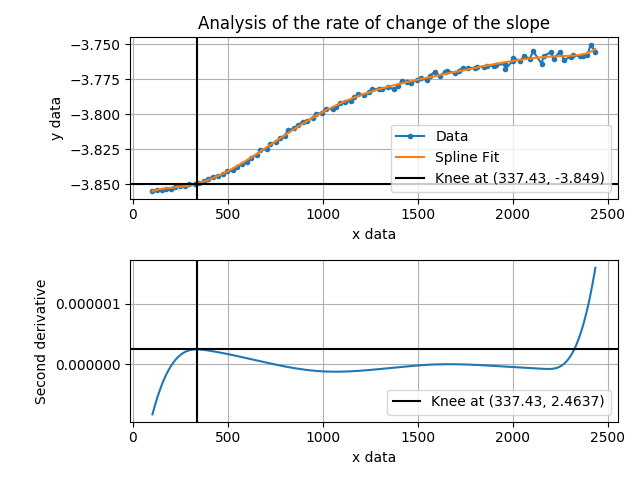 Analysis of the rate of change of the slope
−3.750
−3.775
−3.800
−3.825
−3.850
y data
Data
Spline Fit
Knee at (337.43, -3.849)
0 500 1000 1500 2000 2500
x data
0.000001
0.000000
Second derivative
Knee at (337.43, 2.4637)
0 500 1000 1500 2000 2500
x data